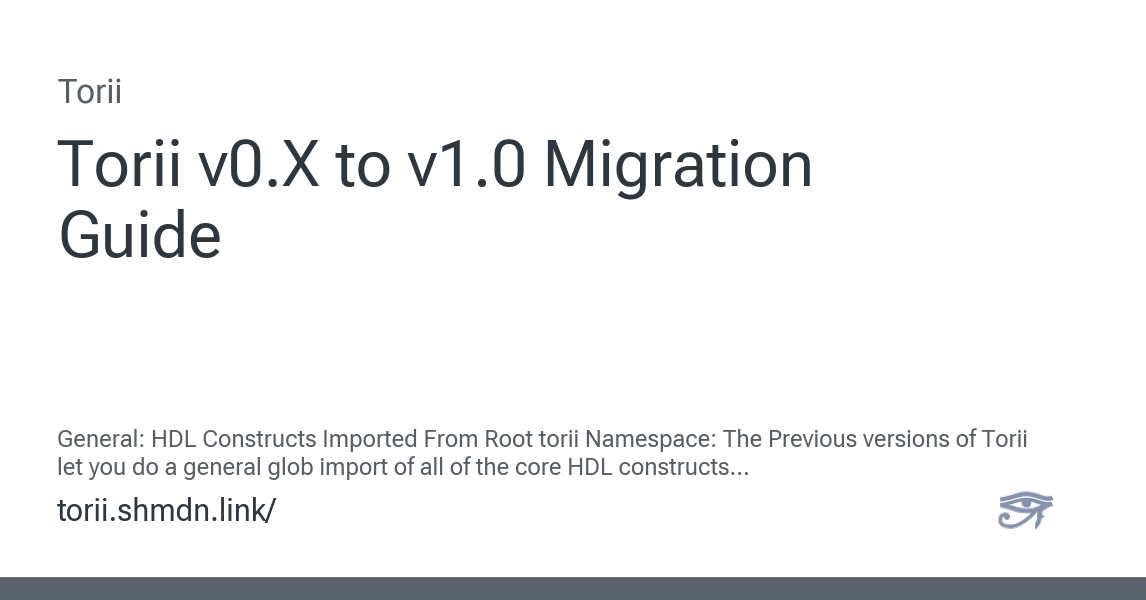 Torii
Torii v0.X to v1.0 Migration
Guide
General: HDL Constructs Imported From Root torii Namespace: The Previous versions of Torii
let you do a general glob import of all of the core HDL constructs...
torii.shmdn.link/